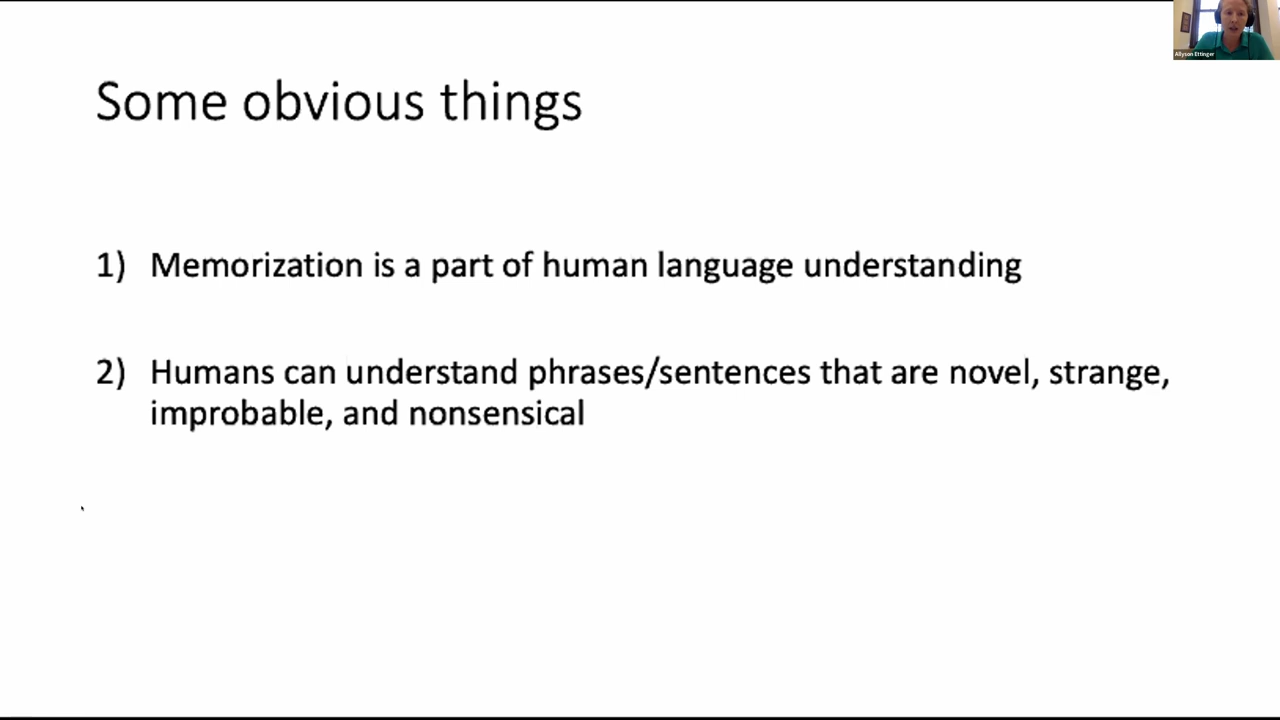 Allyson Ettinger
Some obvious things
1) Memorization is a part of human language understanding
2) Humans can understand phrases/sentences that are novel, strange,
improbable, and nonsensical